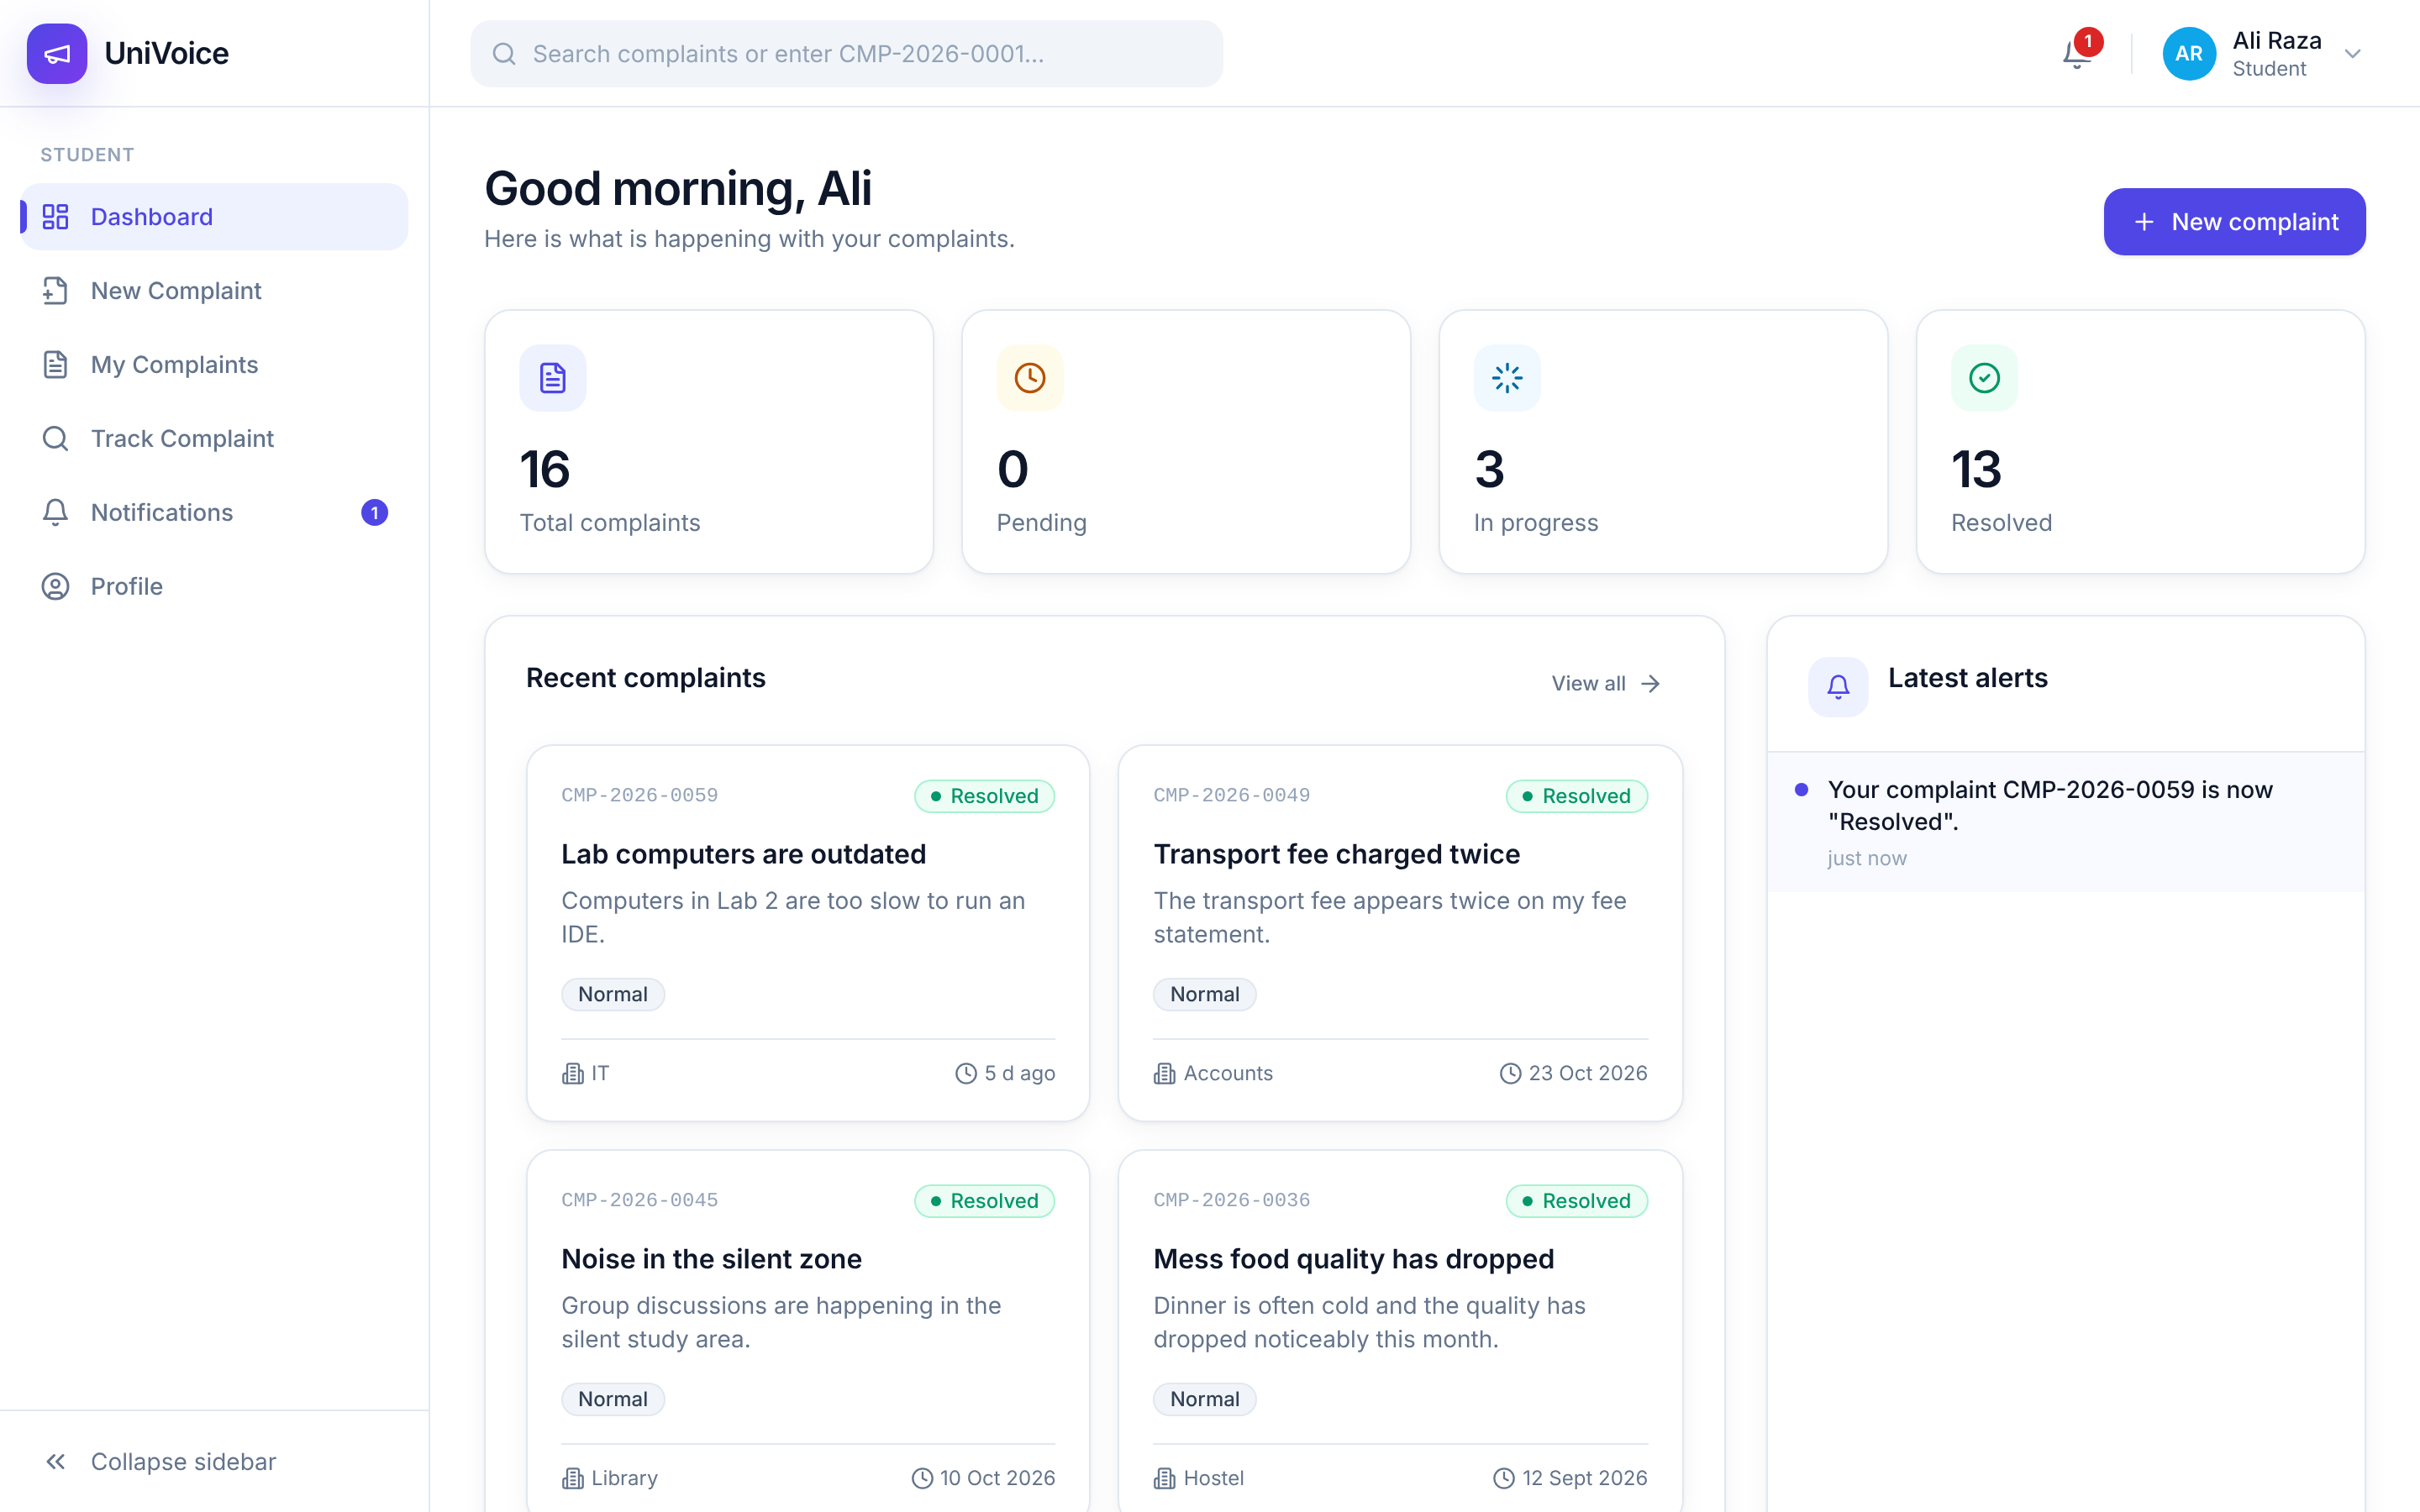 UniVoice
Search complaints or enter CMP-2026-0001...
1
AR
Ali Raza
Student
STUDENT
Dashboard
New Complaint
My Complaints
Track Complaint
Notifications
1
Profile
Collapse sidebar
Good morning, Ali
Here is what is happening with your complaints.
New complaint
16
Total complaints
0
Pending
3
In progress
13
Resolved
Recent complaints
View all
CMP-2026-0059
Resolved
Lab computers are outdated
Computers in Lab 2 are too slow to run an
IDE.
Normal
IT
5 d ago
CMP-2026-0049
Resolved
Transport fee charged twice
The transport fee appears twice on my fee
statement.
Normal
Accounts
23 Oct 2026
CMP-2026-0045
Resolved
Noise in the silent zone
Group discussions are happening in the
silent study area.
Normal
Library
10 Oct 2026
CMP-2026-0036
Resolved
Mess food quality has dropped
Dinner is often cold and the quality has
dropped noticeably this month.
Normal
Hostel
12 Sept 2026
Latest alerts
Your complaint CMP-2026-0059 is now
"Resolved".
just now